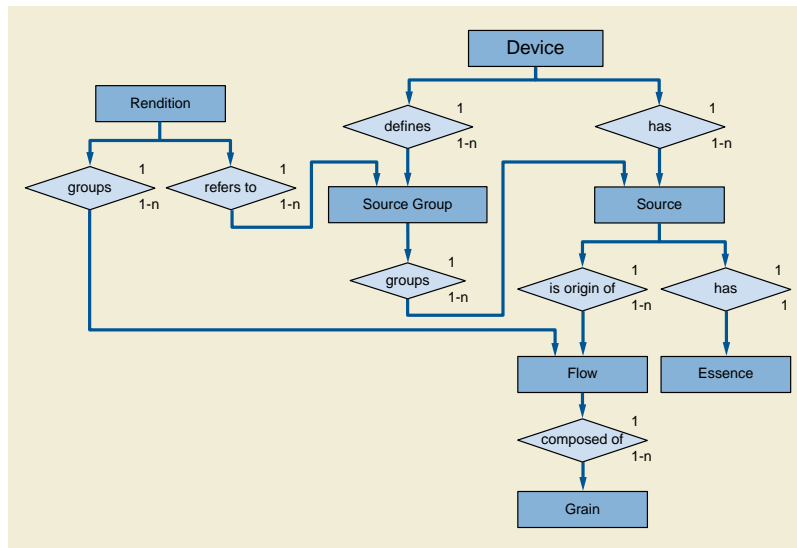 Device
Rendition
1
defines
1-n
1
has
1-n
1
groups
1-n
1
refers to
1-n
Source Group
Source
1
groups
1-n
1
is origin of
1-n
1
has
1
Flow
Essence
1
composed of
1-n
Grain